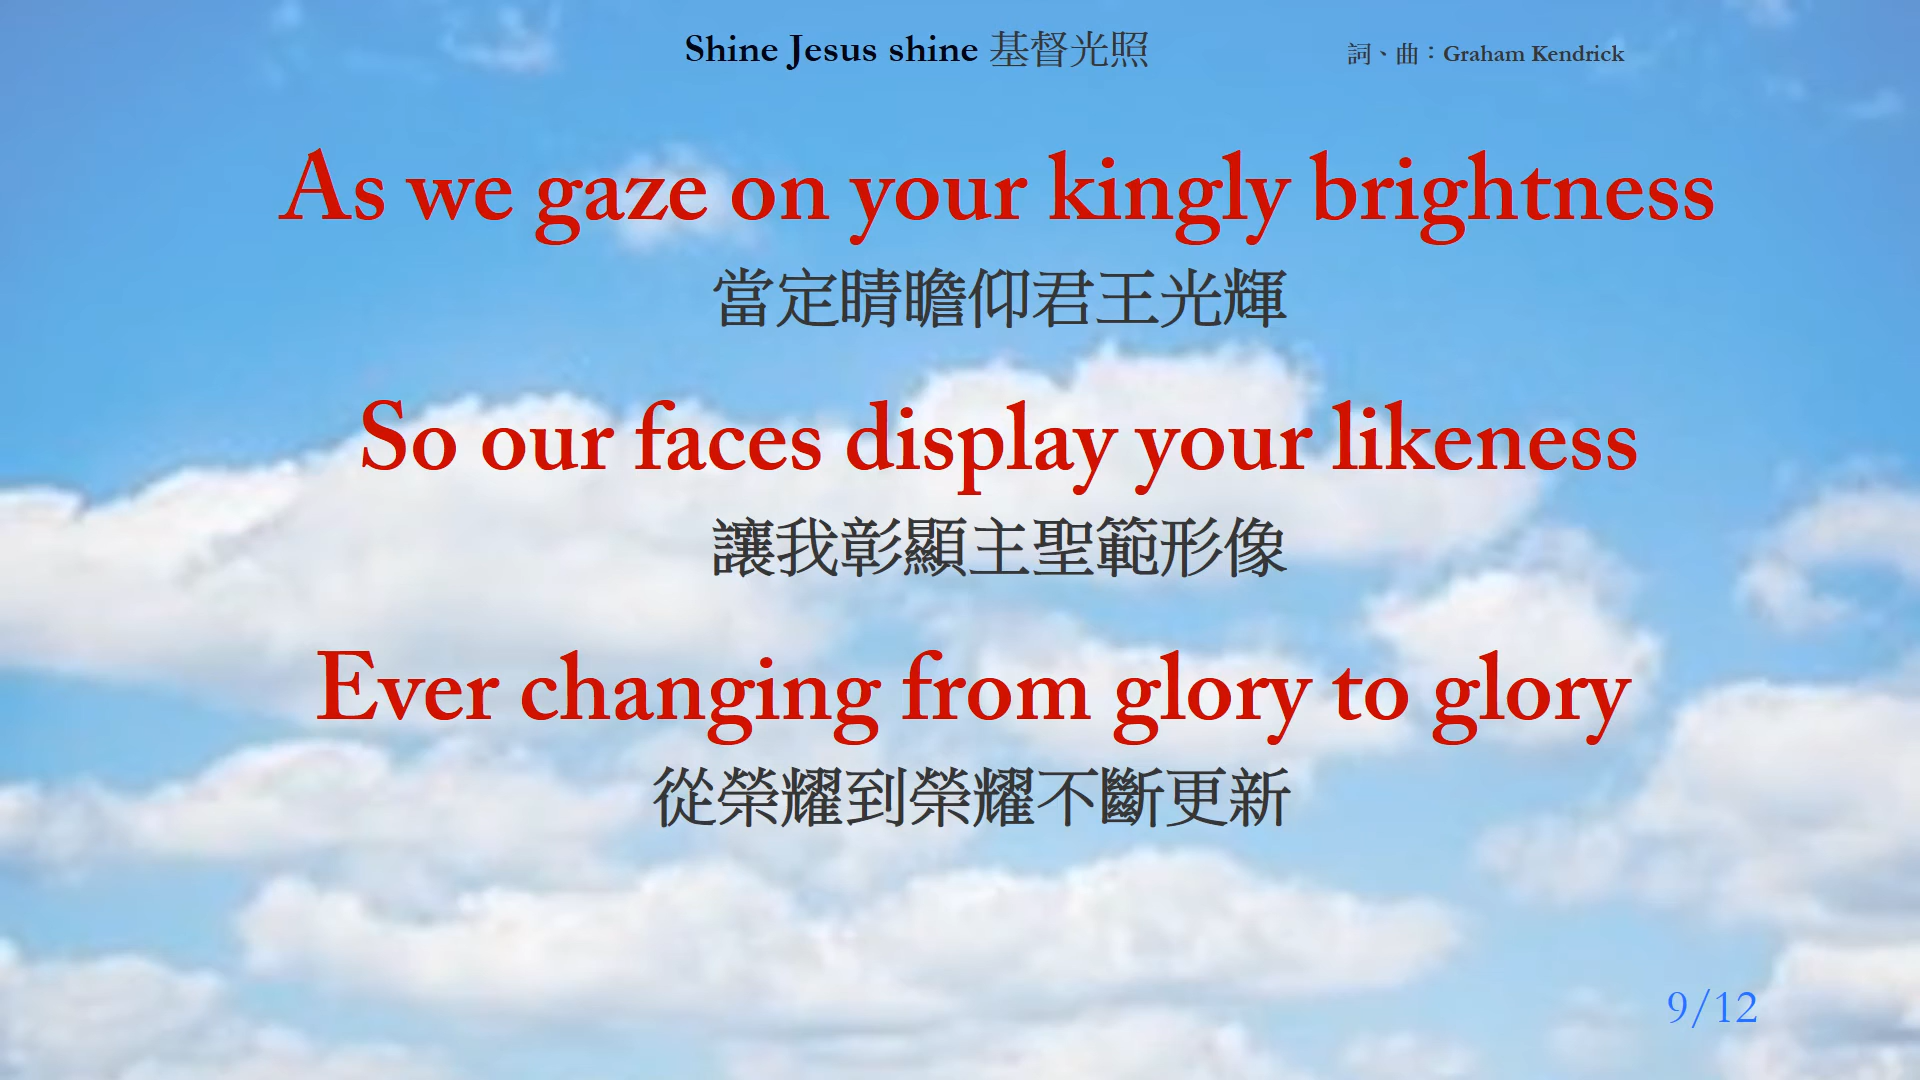 Shine Jesus shine 基督光照
詞、曲：Graham Kendrick
As we gaze on your kingly brightness
當定睛瞻仰君王光輝
So our faces display your likeness
讓我彰顯主聖範形像
Ever changing from glory to glory
從榮耀到榮耀不斷更新
9/12